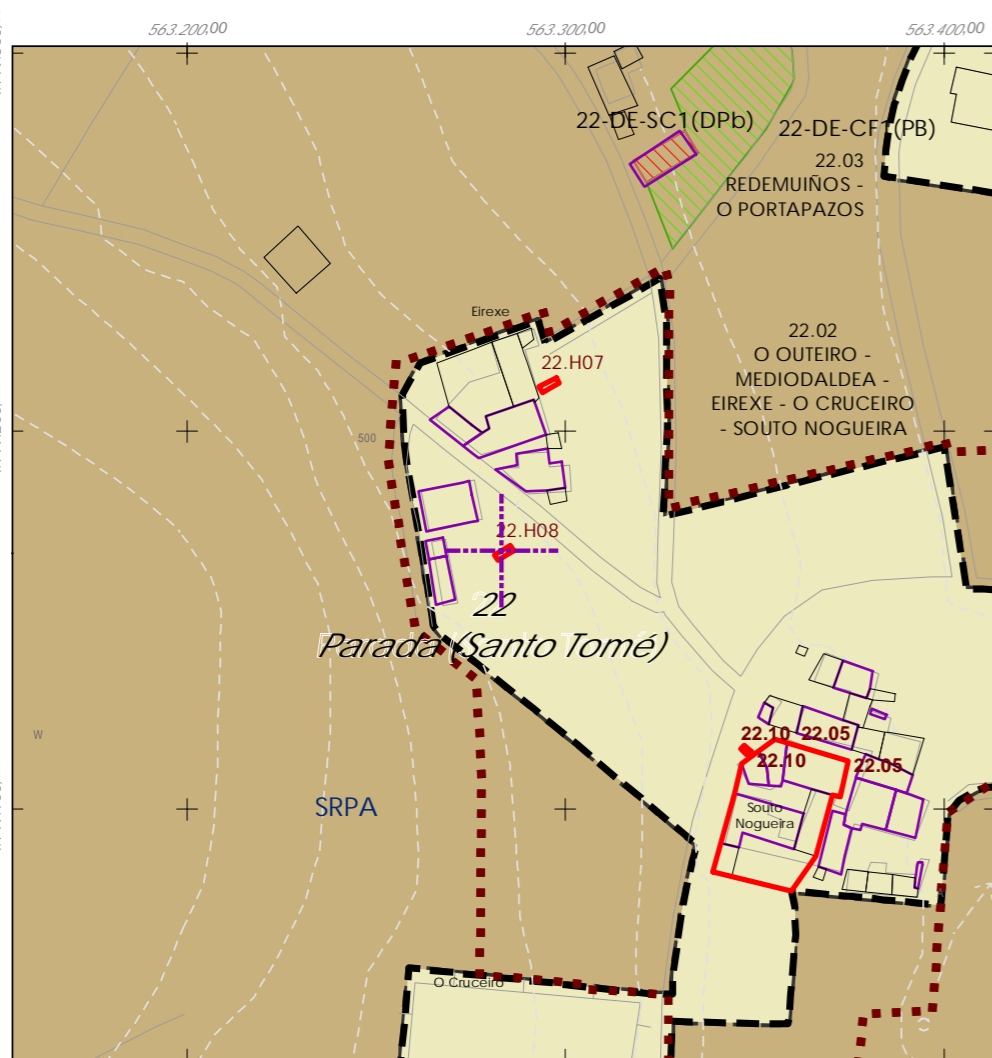 563.200,00
563.300,00
563.400,00
22-DE-SC1(DPb)
22-DE-CF1(PB)
22.03
REDEMUIÑOS -
O PORTAPAZOS
Eirexe
22.H07
22.02
O OUTEIRO -
MEDIODALDEA -
EIREXE - O CRUCEIRO
- SOUTO NOGUEIRA
500
22.H08
22
Parada (Santo Tomé)
W
22.10
22.05
22.10
22.05
SRPA
Souto
Nogueira
O Cruceiro